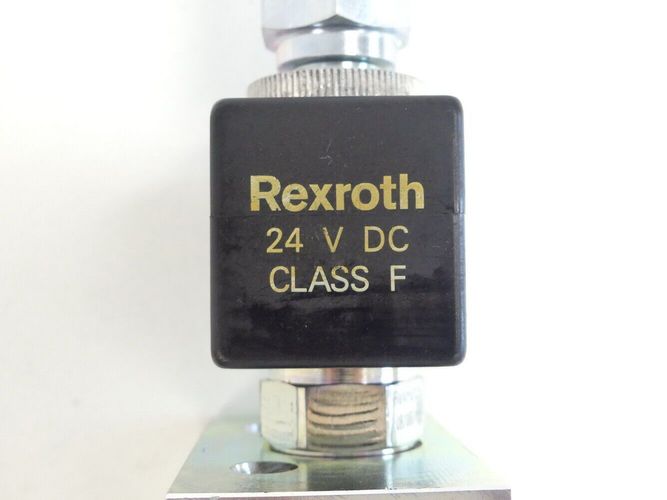 Rexroth
24 V DC
CLASS F